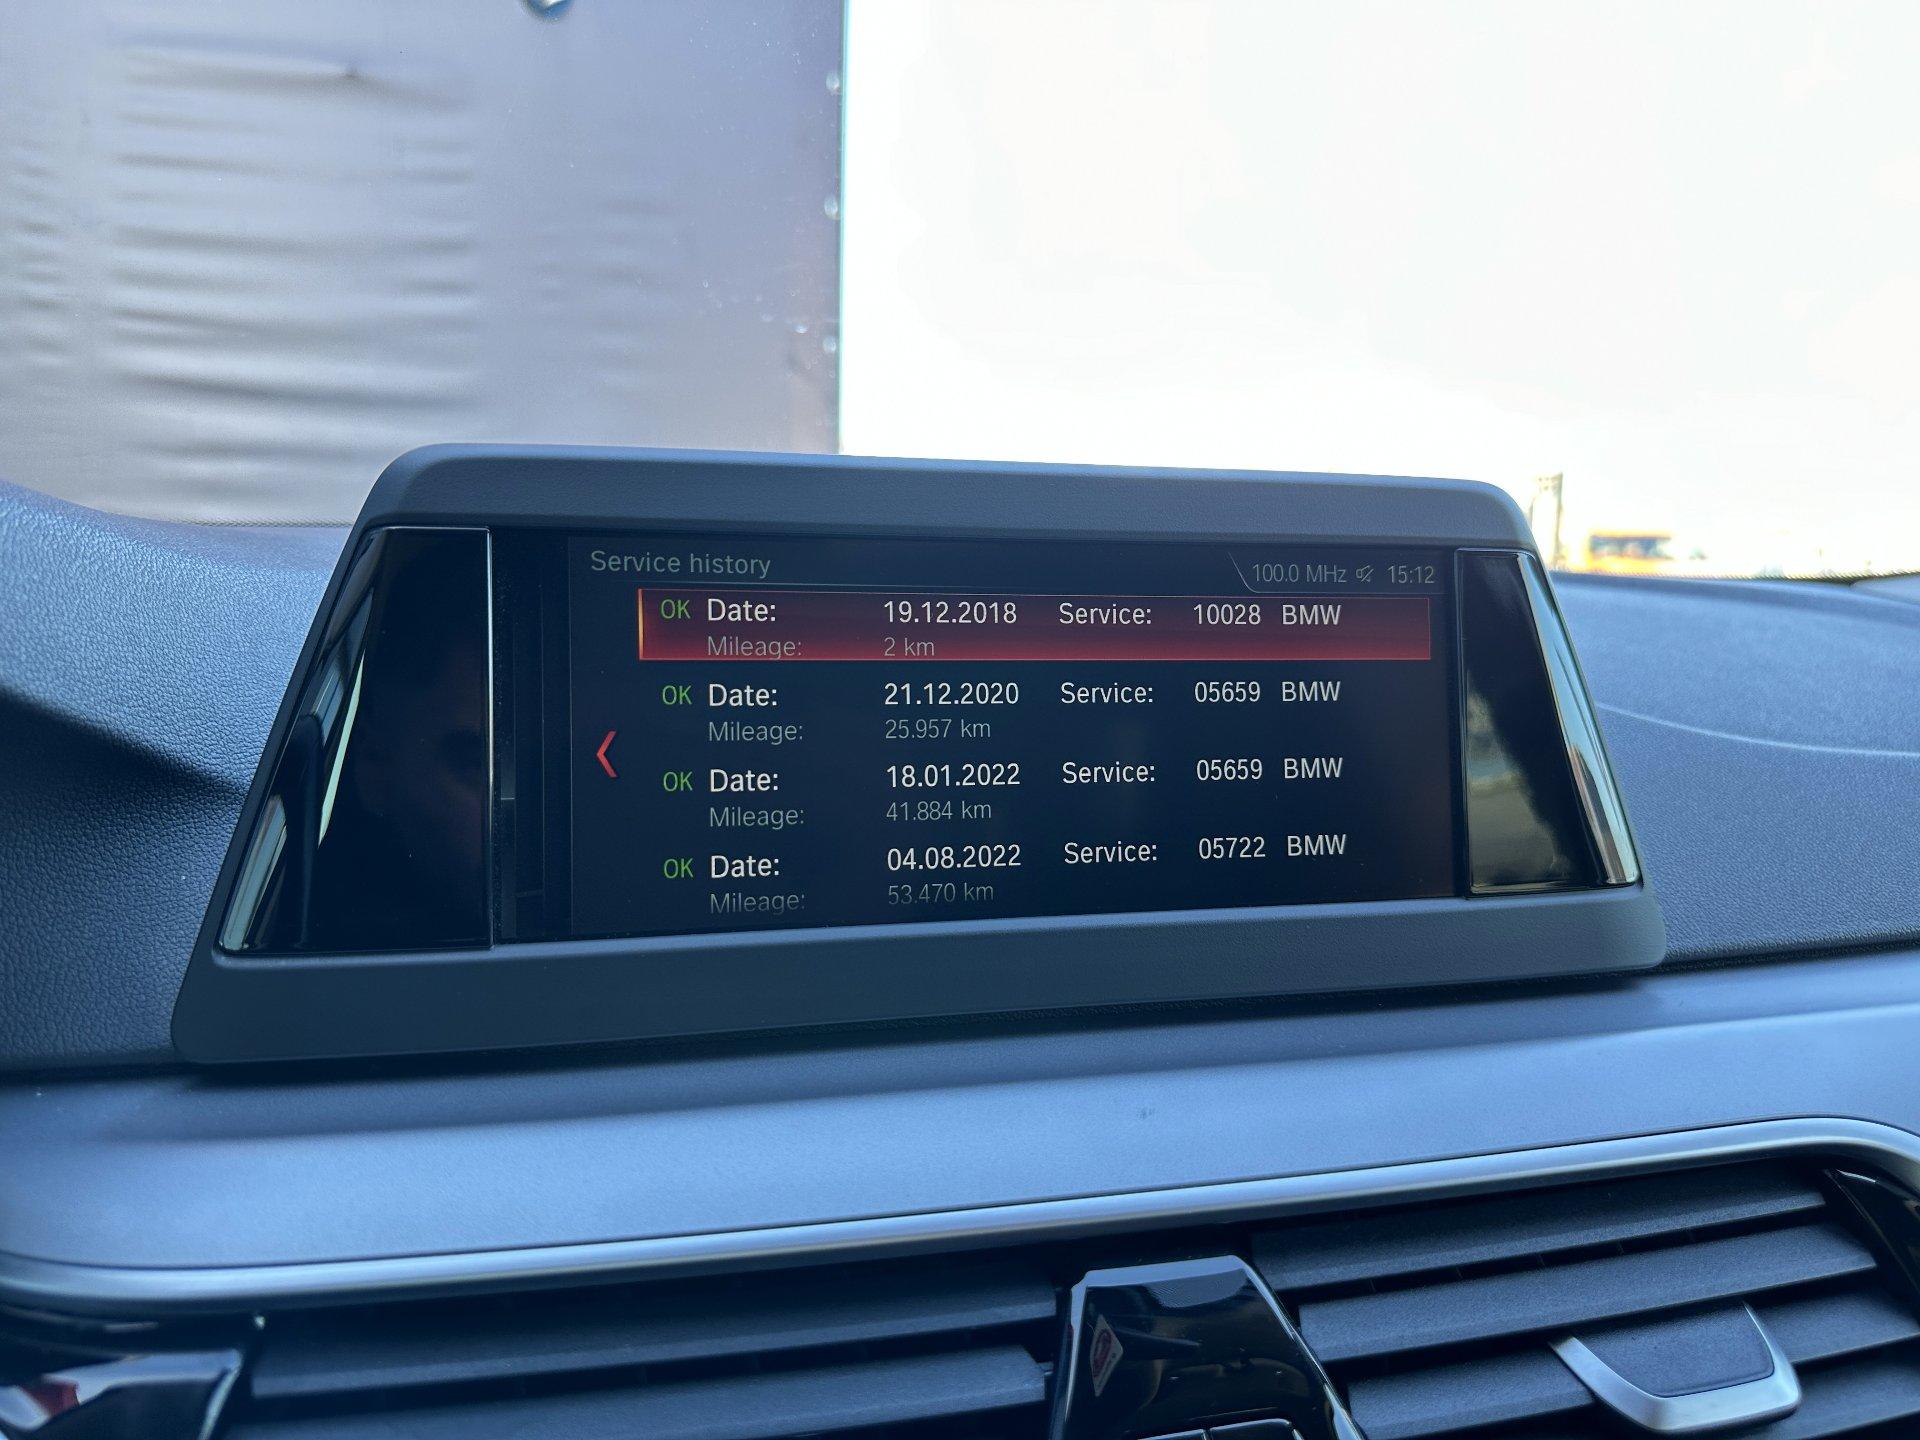 Service history
100.0 MHz 15:12
OK Date: 19.12.2018 Service: 10028 BMW
Mileage: 2 km
OK Date: 21.12.2020 Service: 05659 BMW
Mileage: 25.957 km
OK Date: 18.01.2022 Service: 05659 BMW
Mileage: 41.884 km
OK Date: 04.08.2022 Service: 05722 BMW
Mileage: 53.470 km